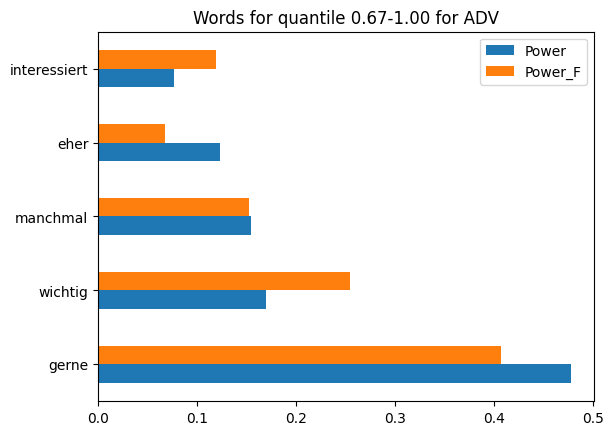 Words for quantile 0.67-1.00 for ADV
Power
Power_F
interessiert
eher
manchmal
wichtig
gerne
0.0 0.1 0.2 0.3 0.4 0.5